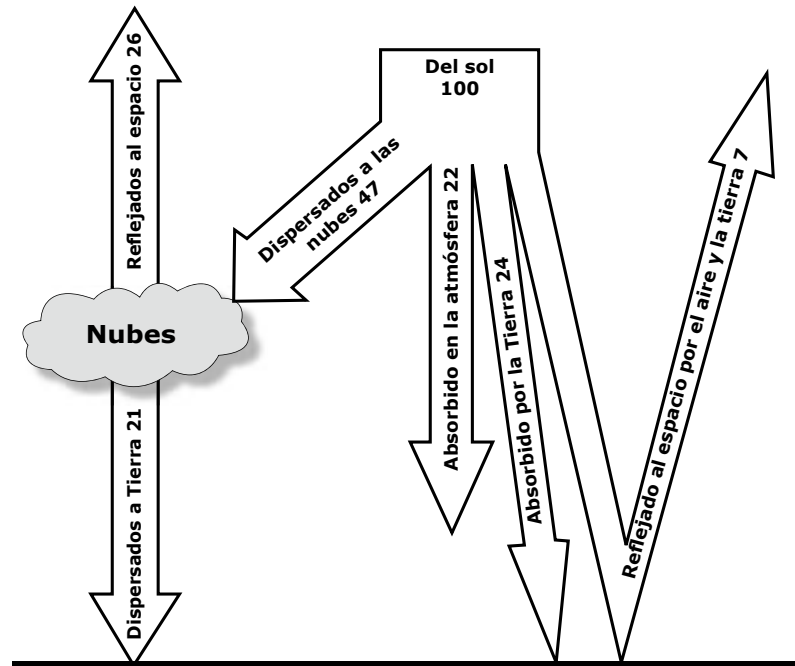 Del sol
100
Reflejados al espacio 26
Dispersados a las
nubes 47
Nubes
Dispersados a Tierra 21
Absorbido en la atmósfera 22
Absorbido por la Tierra 24
Reflejado al espacio por el aire y la tierra 7